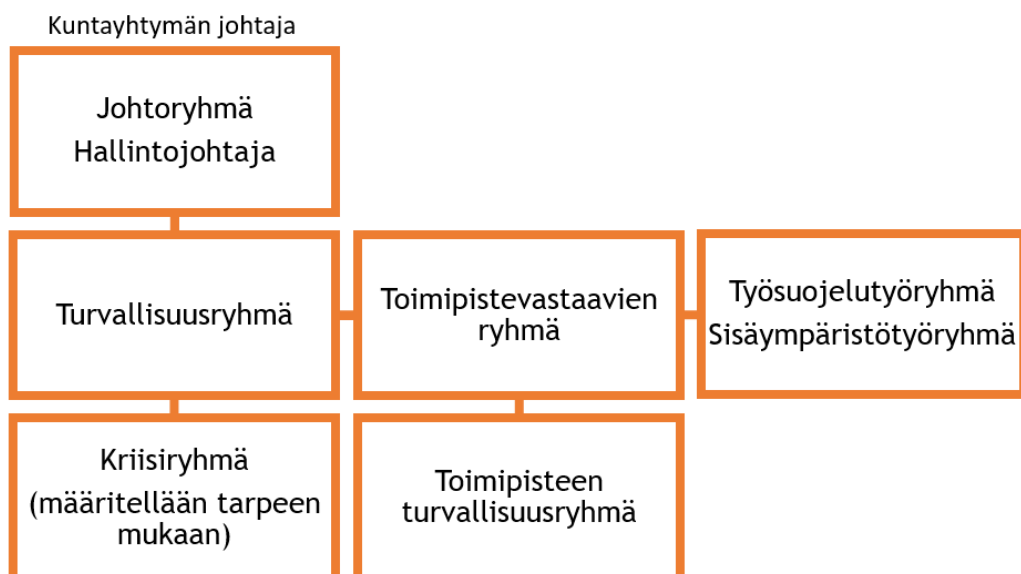 Kuntayhtymän johtaja
Johtoryhmä
Hallintojohtaja
Turvallisuusryhmä
Toimipistevastaavien
ryhmä
Työsuojelutyöryhmä
Sisäympäristötyöryhmä
Kriisiryhmä
(määritellään tarpeen
mukaan)
Toimipisteen
turvallisuusryhmä